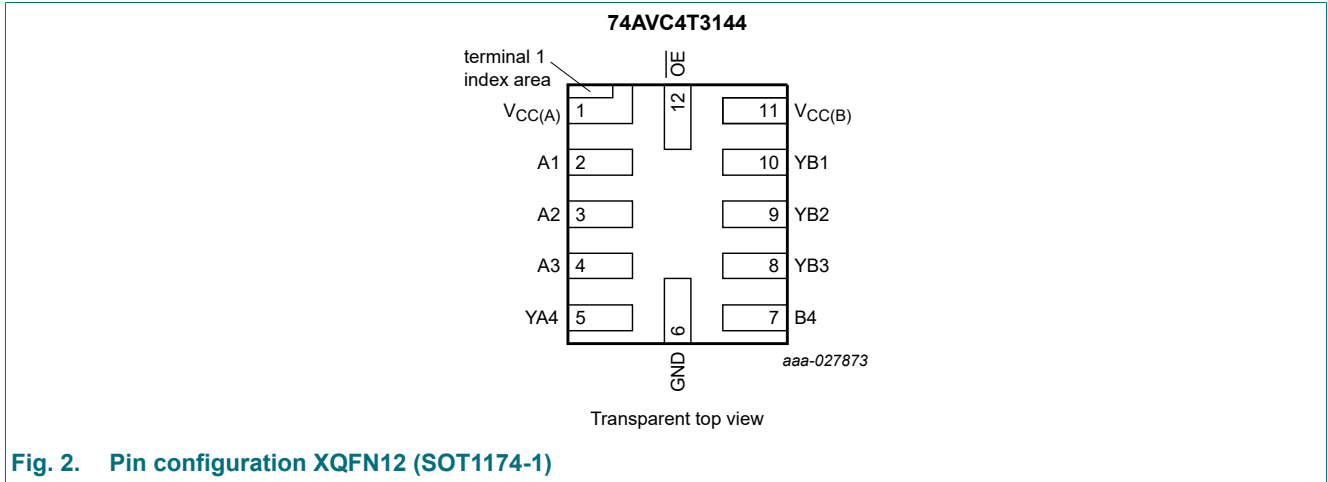 74AVC4T3144
terminal 1
index area
OE
12
VCC(A) 1
11 VCC(B)
A1 2
10 YB1
A2 3
9 YB2
A3 4
8 YB3
YA4 5
7 B4
6
GND
aaa-027873
Transparent top view
Fig. 2. Pin configuration XQFN12 (SOT1174-1)